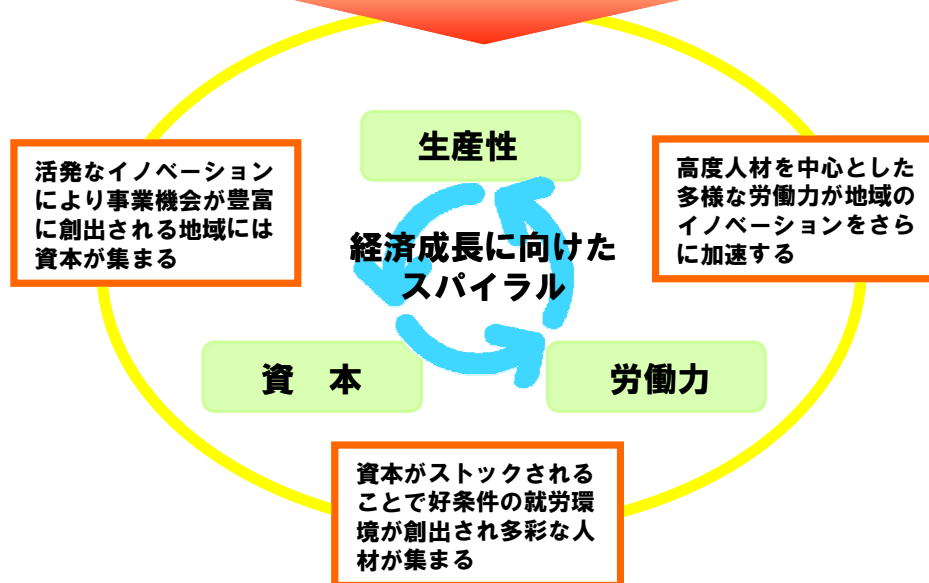 生産性
活発なイノベーション
により事業機会が豊富
に創出される地域には
資本が集まる
高度人材を中心とした
多様な労働力が地域の
イノベーションをさら
に加速する
経済成長に向けた
スパイラル
資　本
労働力
資本がストックされる
ことで好条件の就労環
境が創出され多彩な人
材が集まる